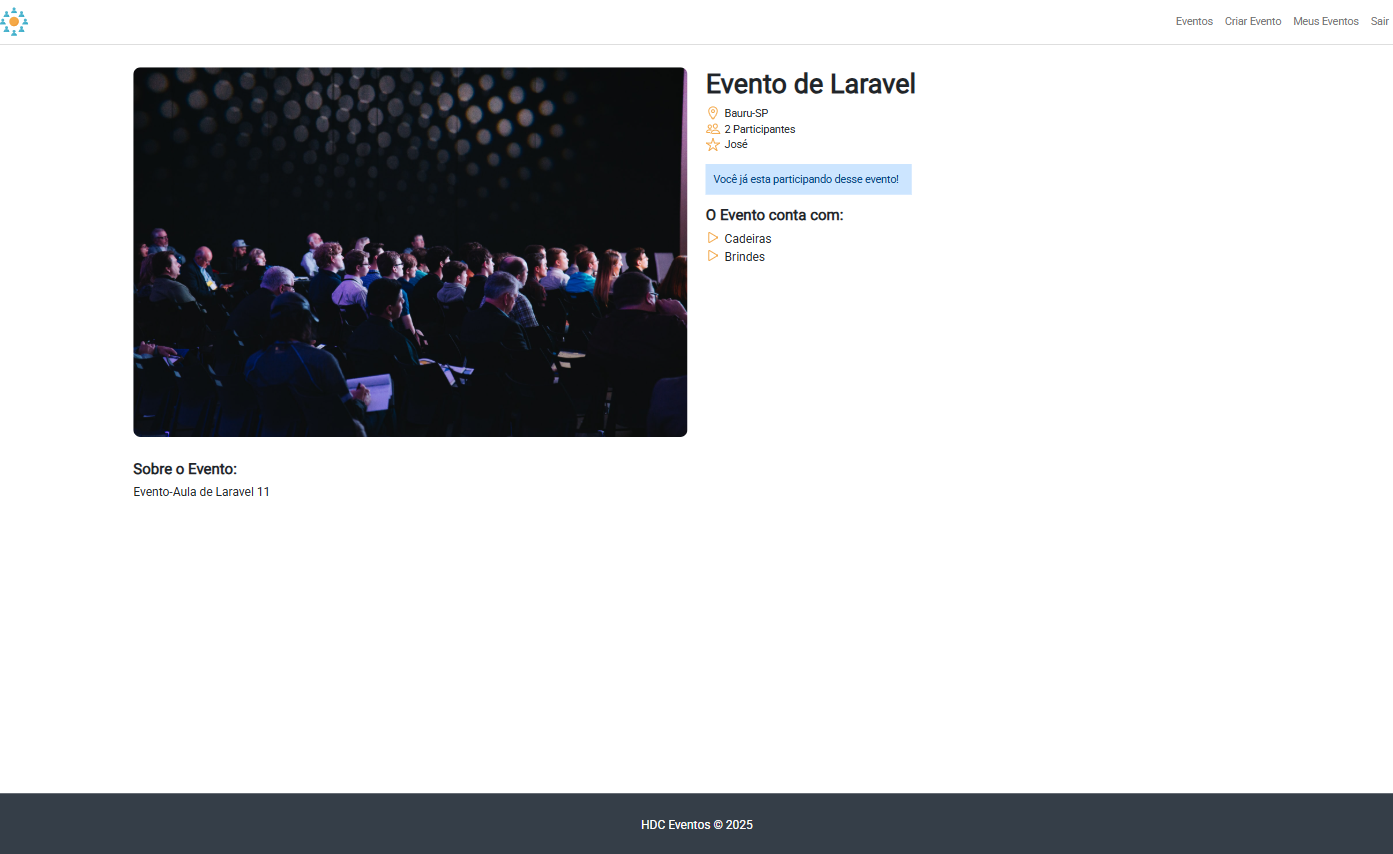 Eventos Criar Evento Meus Eventos Sair
Evento de Laravel
Bauru-SP
2 Participantes
José
Você já esta participando desse evento!
O Evento conta com:
Cadeiras
Brindes
Sobre o Evento:
Evento-Aula de Laravel 11
HDC Eventos © 2025